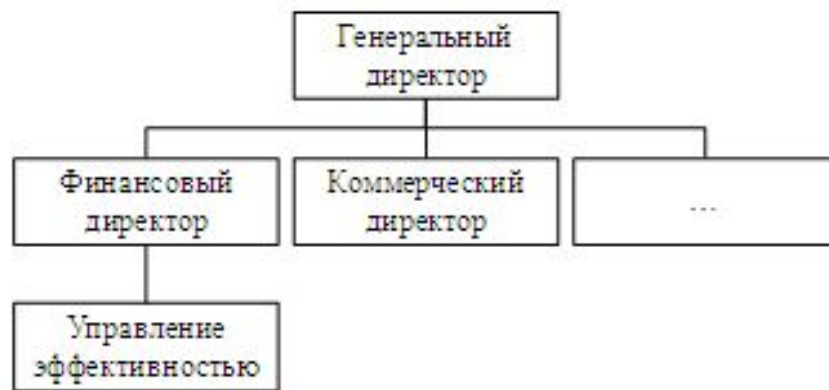 Генеральный
директор
Финансовый
директор
Коммерческий
директор
...
Управление
эффективностью